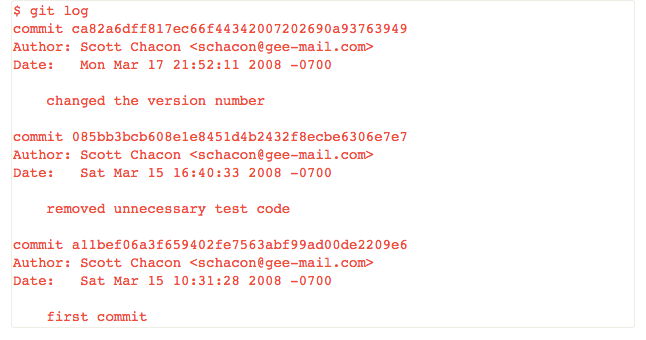 $ git log
commit ca82a6dff817ec66f44342007202690a93763949
Author: Scott Chacon <schacon@gee-mail.com>
Date:   Mon Mar 17 21:52:11 2008 -0700
    changed the version number
commit 085bb3bcb608e1e8451d4b2432f8ecbe6306e7e7
Author: Scott Chacon <schacon@gee-mail.com>
Date:   Sat Mar 15 16:40:33 2008 -0700
    removed unnecessary test code
commit a11bef06a3f659402fe7563abf99ad00de2209e6
Author: Scott Chacon <schacon@gee-mail.com>
Date:   Sat Mar 15 10:31:28 2008 -0700
    first commit